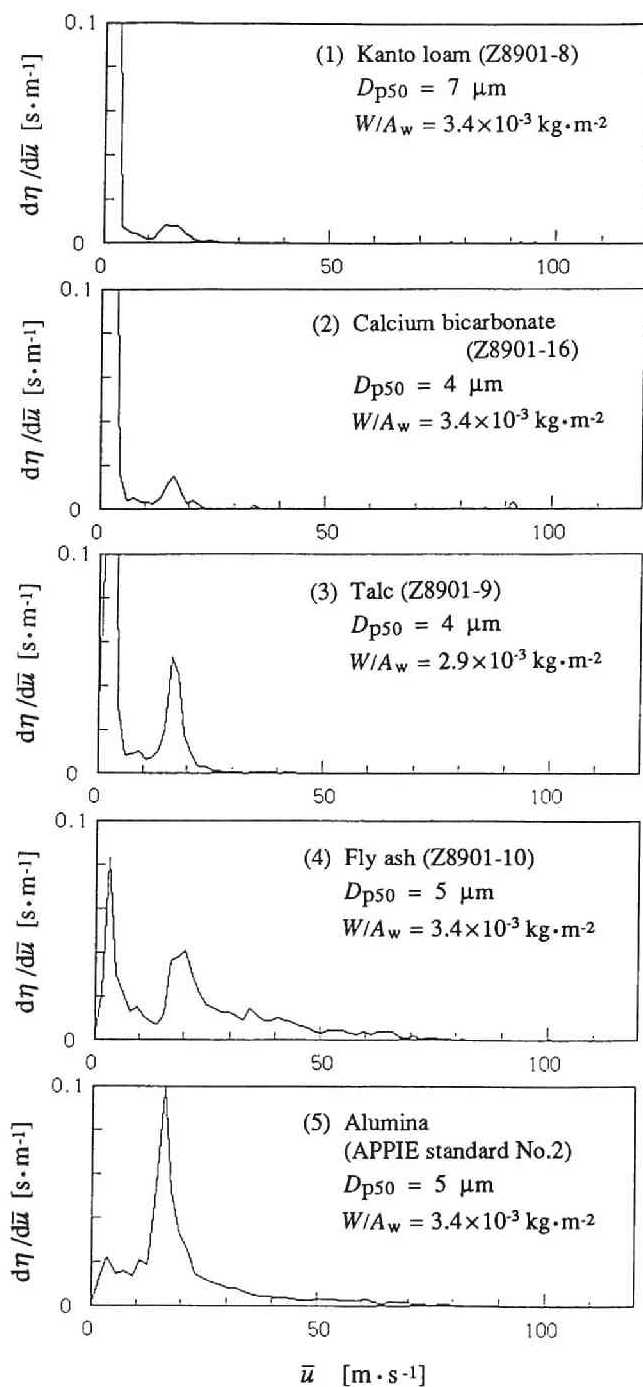 0.1
(1) Kanto loam (Z8901-8)
Dp50 = 7 μm
W/Aw = 3.4×10-3 kg·m-2
dη/dū [s·m-1]
0
0 50 100
0.1
(2) Calcium bicarbonate
(Z8901-16)
Dp50 = 4 μm
W/Aw = 3.4×10-3 kg·m-2
dη/dū [s·m-1]
0
0 50 100
0.1
(3) Talc (Z8901-9)
Dp50 = 4 μm
W/Aw = 2.9×10-3 kg·m-2
dη/dū [s·m-1]
0
0 50 100
0.1
(4) Fly ash (Z8901-10)
Dp50 = 5 μm
W/Aw = 3.4×10-3 kg·m-2
dη/dū [s·m-1]
0
0 50 100
0.1
(5) Alumina
(APPIE standard No.2)
Dp50 = 5 μm
W/Aw = 3.4×10-3 kg·m-2
dη/dū [s·m-1]
0
0 50 100
ū [m·s-1]